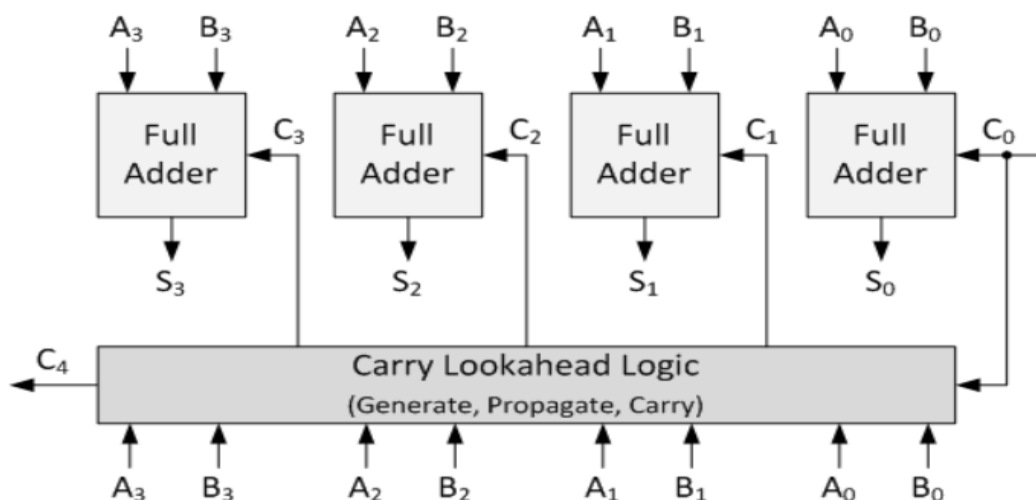 A₃ B₃ A₂ B₂ A₁ B₁ A₀ B₀
Full Adder C₃ Full Adder C₂ Full Adder C₁ Full Adder C₀
S₃ S₂ S₁ S₀
C₄ Carry Lookahead Logic
(Generate, Propagate, Carry)
A₃ B₃ A₂ B₂ A₁ B₁ A₀ B₀